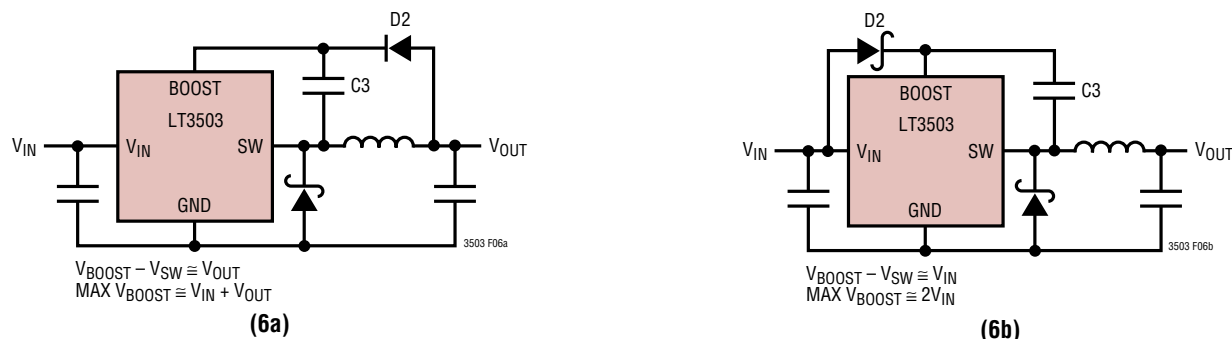 D2
C3
BOOST
LT3503
V_IN
V_IN
SW
V_OUT
GND
3503 F06a
V_BOOST – V_SW ≅ V_OUT
MAX V_BOOST ≅ V_IN + V_OUT
(6a)
D2
C3
BOOST
LT3503
V_IN
V_IN
SW
V_OUT
GND
3503 F06b
V_BOOST – V_SW ≅ V_IN
MAX V_BOOST ≅ 2V_IN
(6b)